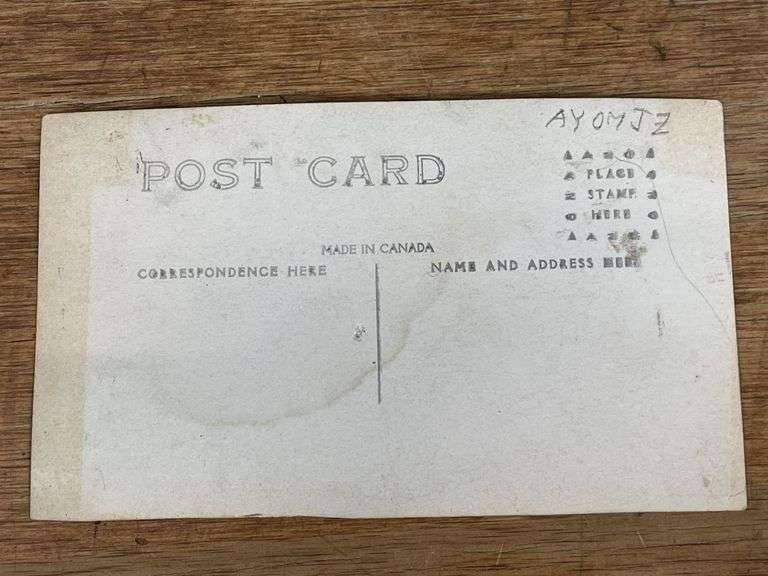 AYOMJZ
POST CARD
PLACE
STAMP
HERE
MADE IN CANADA
CORRESPONDENCE HERE
NAME AND ADDRESS HERE